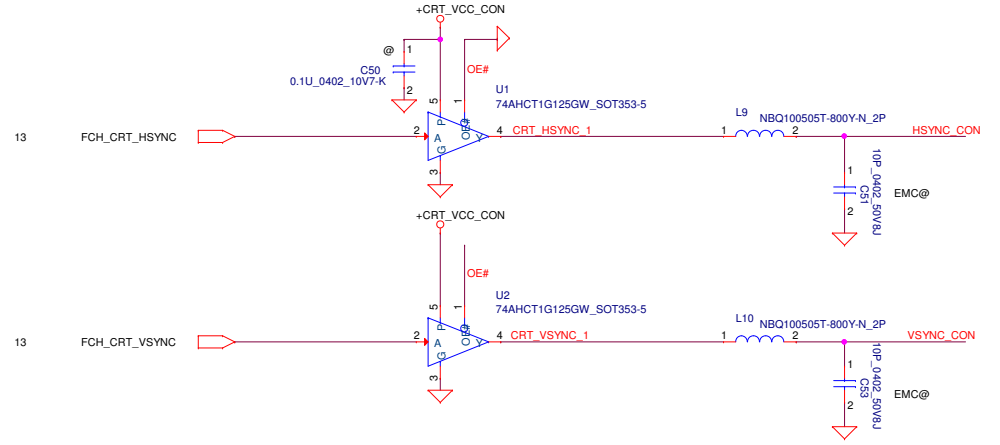 +CRT_VCC_CON
@
1
C50
0.1U_0402_10V7-K
2
OE#
5
1
U1
74AHCT1G125GW_SOT353-5
P
OE#
13
FCH_CRT_HSYNC
2
A
Y
4
CRT_HSYNC_1
G
3
L9
NBQ100505T-800Y-N_2P
1
2
HSYNC_CON
1
C51
10P_0402_50V8J
2
EMC@
+CRT_VCC_CON
OE#
5
1
U2
74AHCT1G125GW_SOT353-5
P
OE#
13
FCH_CRT_VSYNC
2
A
Y
4
CRT_VSYNC_1
G
3
L10
NBQ100505T-800Y-N_2P
1
2
VSYNC_CON
1
C53
10P_0402_50V8J
2
EMC@